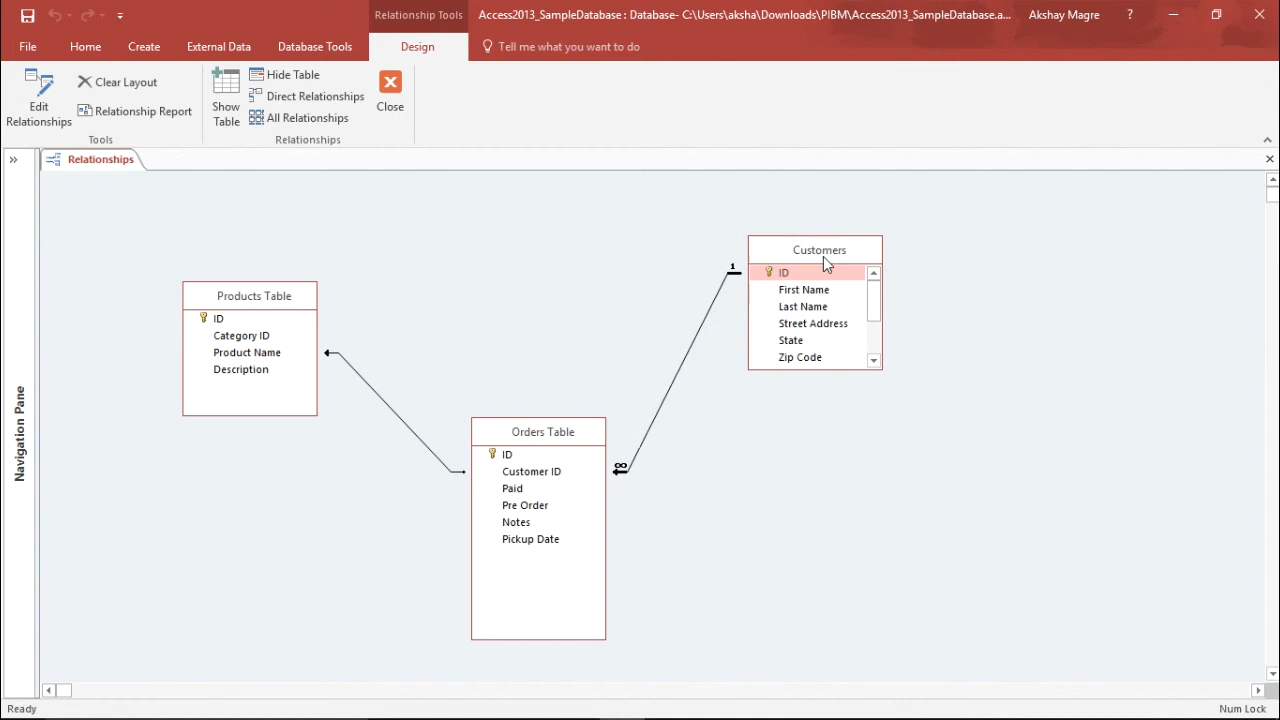 Relationship Tools
Access2013_SampleDatabase : Database- C:\Users\aksha\Downloads\PIBM\Access2013_SampleDatabase.a...
Akshay Magre
?
File
Home
Create
External Data
Database Tools
Design
Tell me what you want to do
Edit
Relationships
Clear Layout
Relationship Report
Tools
Show
Table
Hide Table
Direct Relationships
All Relationships
Relationships
Close
Relationships
Navigation Pane
Products Table
ID
Category ID
Product Name
Description
Orders Table
ID
Customer ID
Paid
Pre Order
Notes
Pickup Date
1
∞
Customers
ID
First Name
Last Name
Street Address
State
Zip Code
Ready
Num Lock